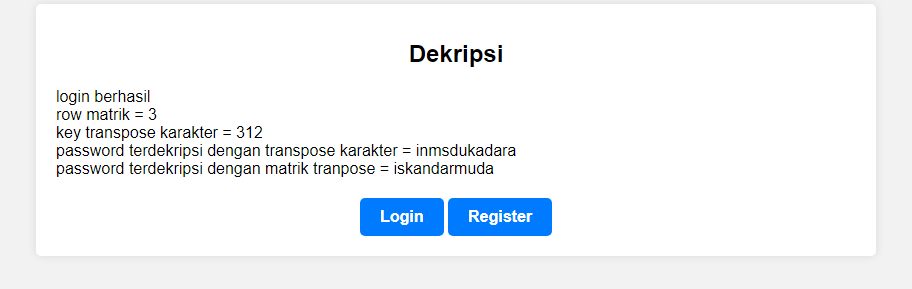 Dekripsi
login berhasil
row matrik = 3
key transpose karakter = 312
password terdekripsi dengan transpose karakter = inmsdukadara
password terdekripsi dengan matrik tranpose = iskandarmuda
Login Register